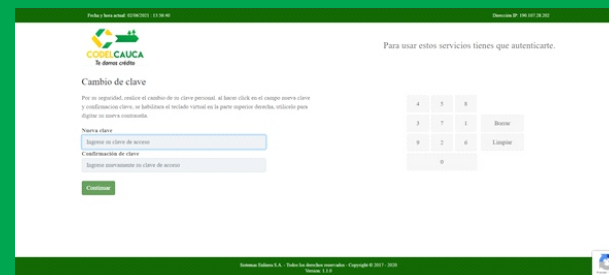 Fecha y hora actual 02/06/2021 - 13:56:40
Dirección IP 190.107.28.202
CODELCAUCA
Te damos crédito
Para usar estos servicios tienes que autenticarte.
Cambio de clave
Por su seguridad, realice el cambio de su clave personal. al hacer click en el campo nueva clave
y confirmación clave, se habilitara el teclado virtual en la parte superior derecha, utilícelo para
digitar su nueva contraseña.
Nueva clave
Ingrese su clave de acceso
Confirmación de clave
Ingrese nuevamente su clave de acceso
Continuar
4 5 8
3 7 1 Borrar
9 2 6 Limpiar
0
Sistemas Enlinea S.A. - Todos los derechos reservados - Copyright © 2017 - 2020
Version: 1.1.0